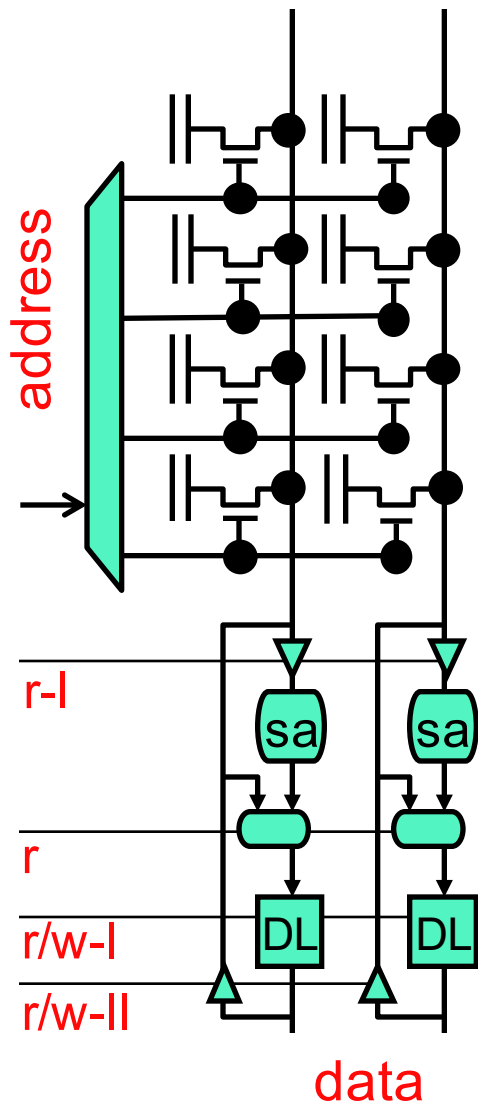 address
r-I
sa sa
r
DL DL
r/w-I
r/w-II
data